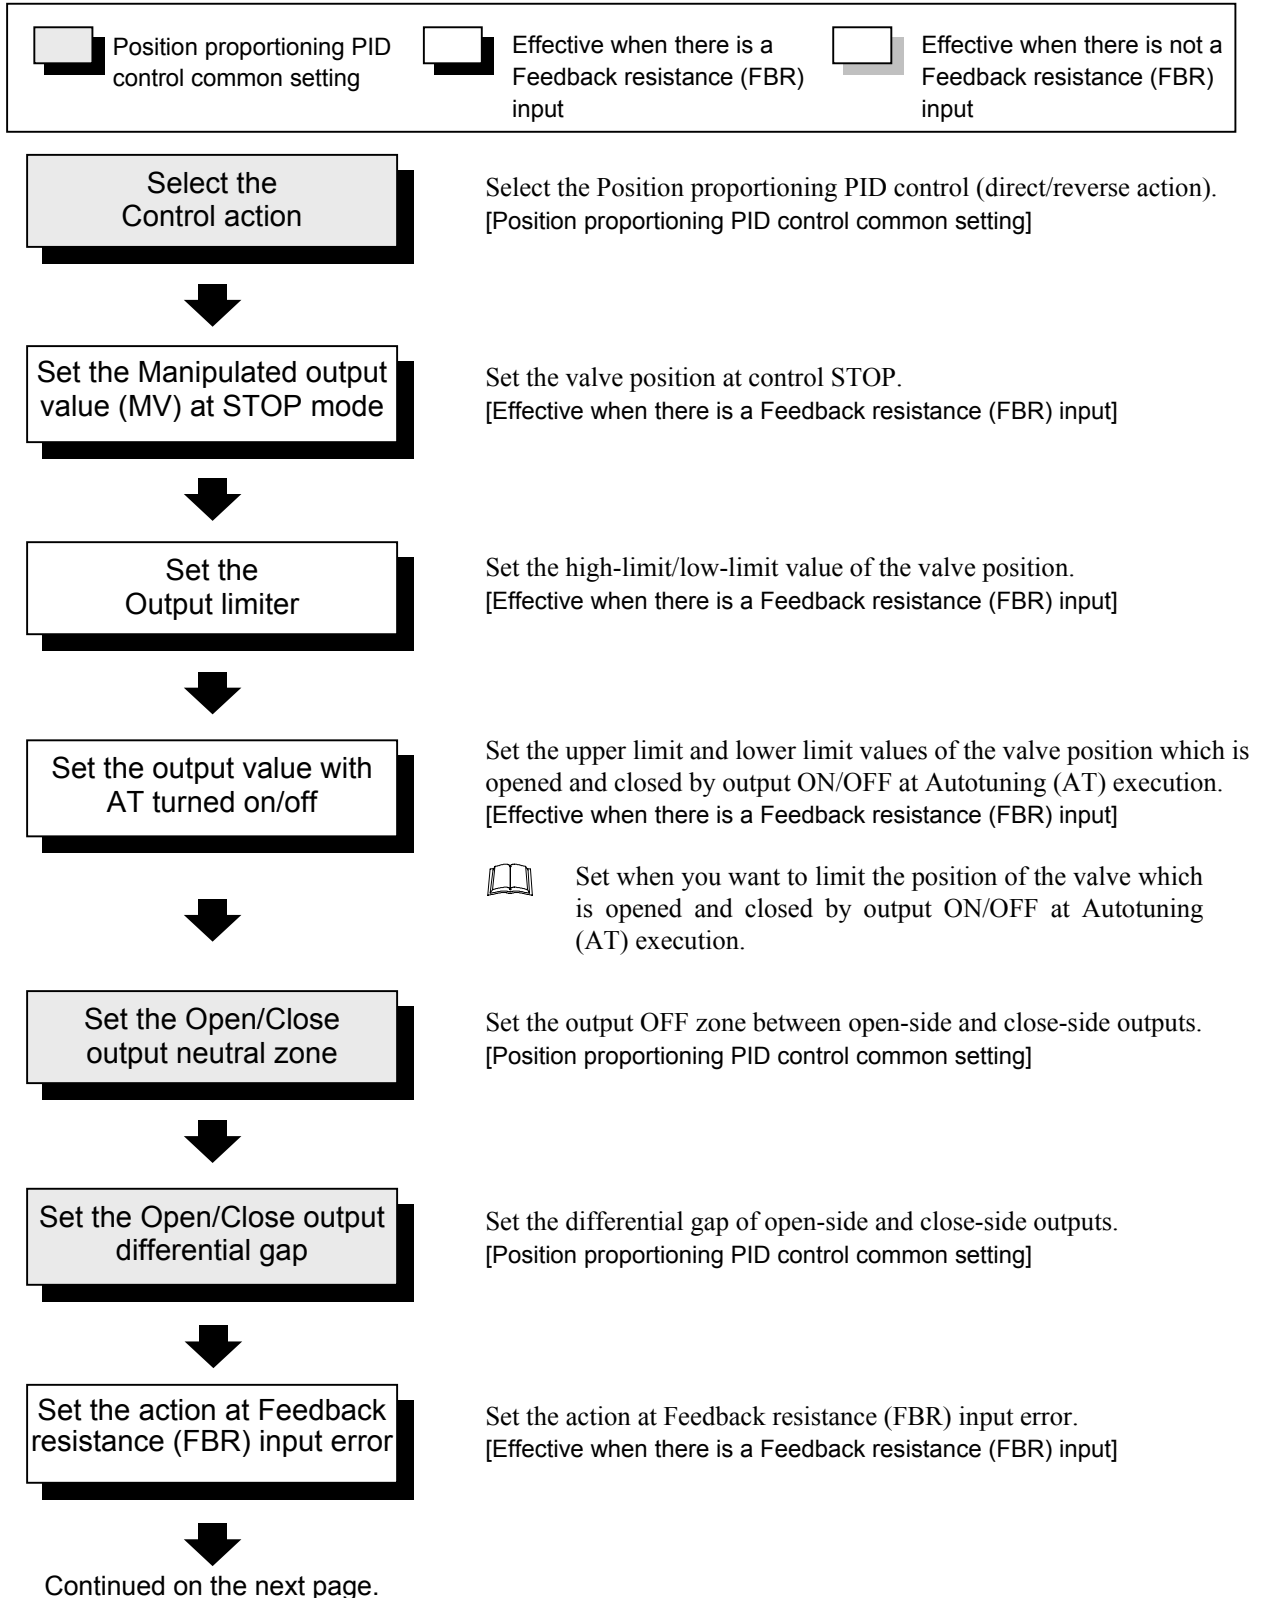 Position proportioning PID
control common setting
Effective when there is a
Feedback resistance (FBR)
input
Effective when there is not a
Feedback resistance (FBR)
input
Select the
Control action
Select the Position proportioning PID control (direct/reverse action).
[Position proportioning PID control common setting]
Set the Manipulated output
value (MV) at STOP mode
Set the valve position at control STOP.
[Effective when there is a Feedback resistance (FBR) input]
Set the
Output limiter
Set the high-limit/low-limit value of the valve position.
[Effective when there is a Feedback resistance (FBR) input]
Set the output value with
AT turned on/off
Set the upper limit and lower limit values of the valve position which is
opened and closed by output ON/OFF at Autotuning (AT) execution.
[Effective when there is a Feedback resistance (FBR) input]
Set when you want to limit the position of the valve which
is opened and closed by output ON/OFF at Autotuning
(AT) execution.
Set the Open/Close
output neutral zone
Set the output OFF zone between open-side and close-side outputs.
[Position proportioning PID control common setting]
Set the Open/Close output
differential gap
Set the differential gap of open-side and close-side outputs.
[Position proportioning PID control common setting]
Set the action at Feedback
resistance (FBR) input error
Set the action at Feedback resistance (FBR) input error.
[Effective when there is a Feedback resistance (FBR) input]
Continued on the next page.